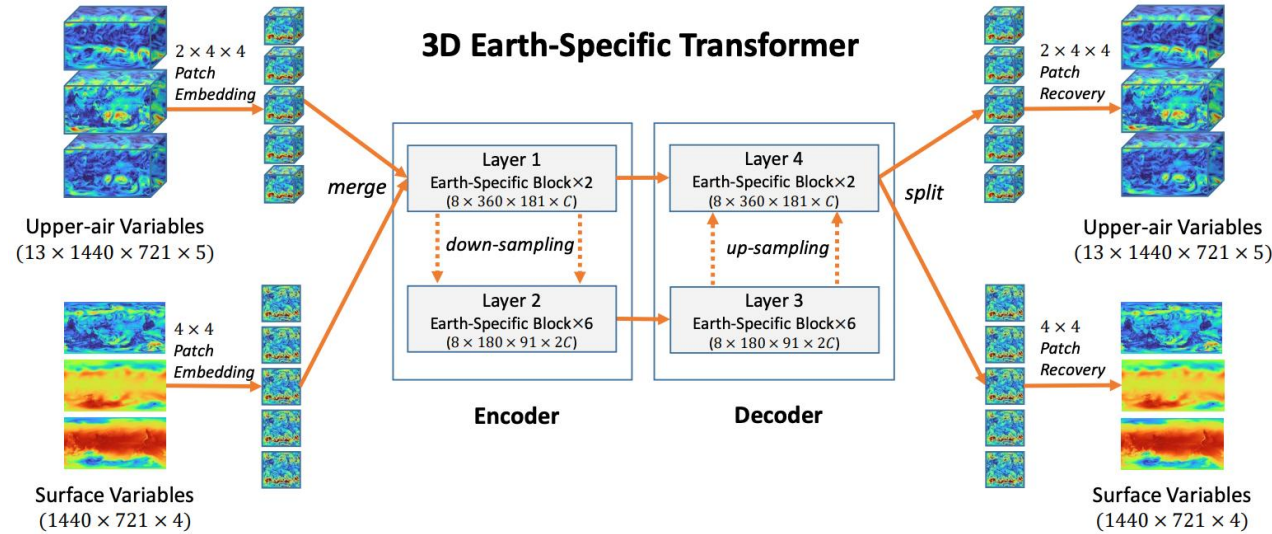 3D Earth-Specific Transformer
2 × 4 × 4
Patch
Embedding
Upper-air Variables
(13 × 1440 × 721 × 5)
4 × 4
Patch
Embedding
Surface Variables
(1440 × 721 × 4)
merge
Layer 1
Earth-Specific Block×2
(8 × 360 × 181 × C)
down-sampling
Layer 2
Earth-Specific Block×6
(8 × 180 × 91 × 2C)
Encoder
Layer 4
Earth-Specific Block×2
(8 × 360 × 181 × C)
up-sampling
Layer 3
Earth-Specific Block×6
(8 × 180 × 91 × 2C)
Decoder
split
2 × 4 × 4
Patch
Recovery
Upper-air Variables
(13 × 1440 × 721 × 5)
4 × 4
Patch
Recovery
Surface Variables
(1440 × 721 × 4)